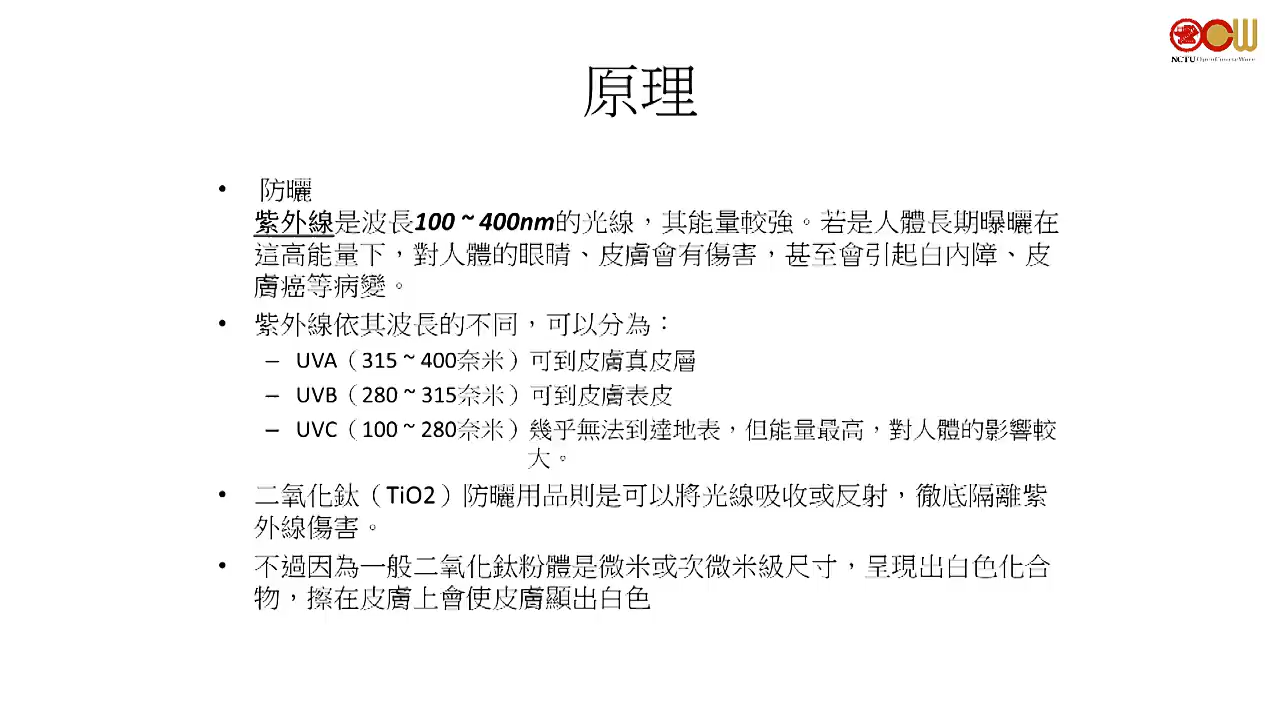 NCTU OpenCourseWare
原理
• 防曬
紫外線是波長100 ~ 400nm的光線，其能量較強。若是人體長期曝曬在
這高能量下，對人體的眼睛、皮膚會有傷害，甚至會引起白內障、皮
膚癌等病變。
• 紫外線依其波長的不同，可以分為：
– UVA（315 ~ 400奈米）可到皮膚真皮層
– UVB（280 ~ 315奈米）可到皮膚表皮
– UVC（100 ~ 280奈米）幾乎無法到達地表，但能量最高，對人體的影響較
大。
• 二氧化鈦（TiO2）防曬用品則是可以將光線吸收或反射，徹底隔離紫
外線傷害。
• 不過因為一般二氧化鈦粉體是微米或次微米級尺寸，呈現出白色化合
物，擦在皮膚上會使皮膚顯出白色